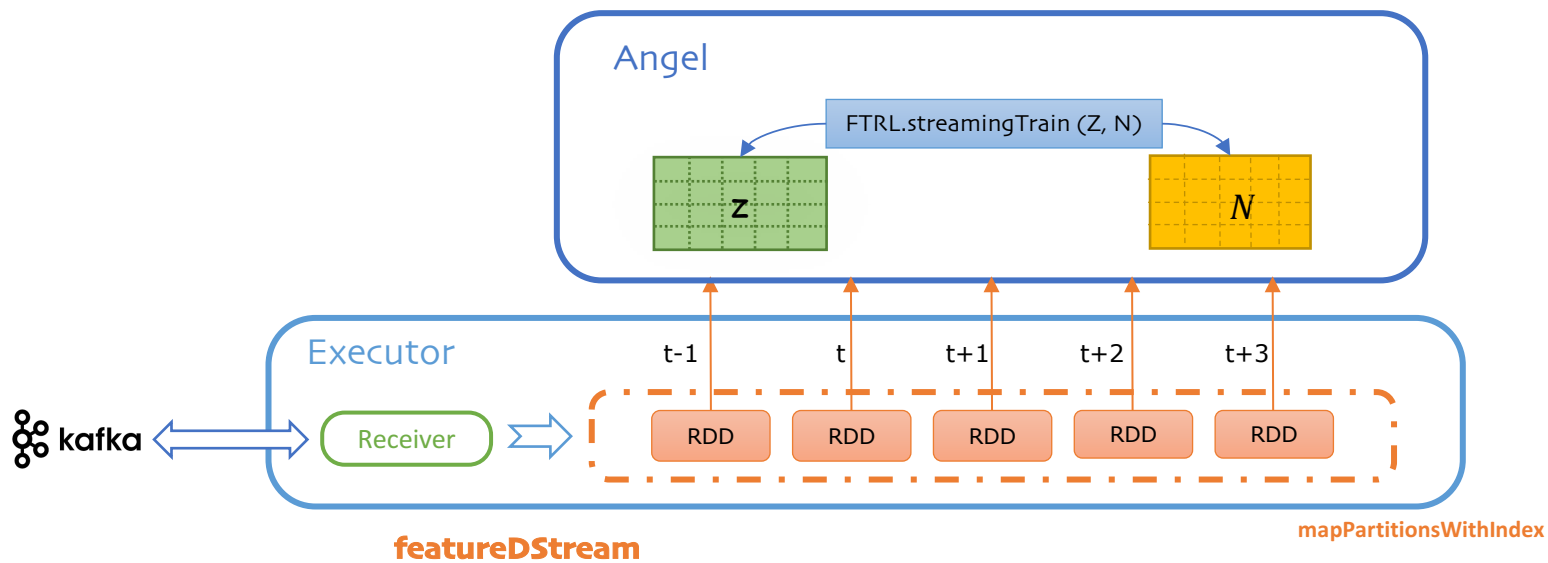 Angel
FTRL.streamingTrain (Z, N)
z
N
Executor
t-1
t
t+1
t+2
t+3
kafka
Receiver
RDD
RDD
RDD
RDD
RDD
mapPartitionsWithIndex
featureDStream